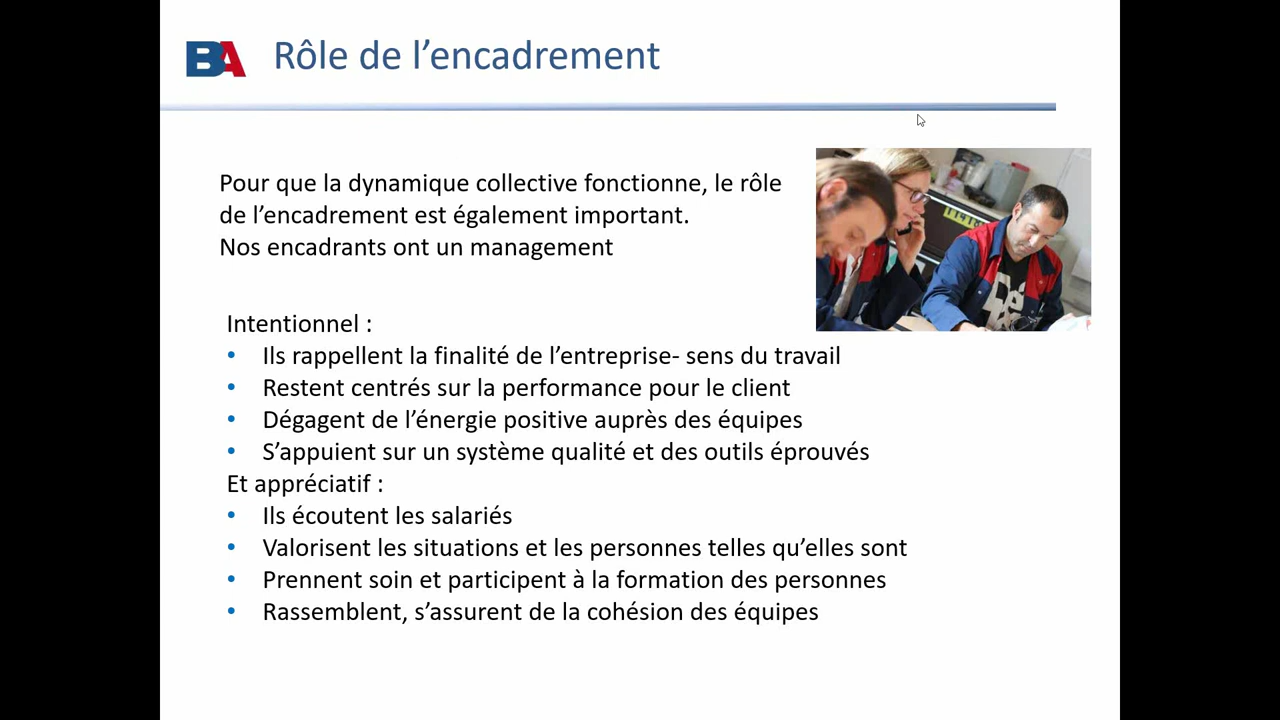 BA
Rôle de l’encadrement
Pour que la dynamique collective fonctionne, le rôle
de l’encadrement est également important.
Nos encadrants ont un management
Intentionnel :
• Ils rappellent la finalité de l’entreprise- sens du travail
• Restent centrés sur la performance pour le client
• Dégagent de l’énergie positive auprès des équipes
• S’appuient sur un système qualité et des outils éprouvés
Et appréciatif :
• Ils écoutent les salariés
• Valorisent les situations et les personnes telles qu’elles sont
• Prennent soin et participent à la formation des personnes
• Rassemblent, s’assurent de la cohésion des équipes